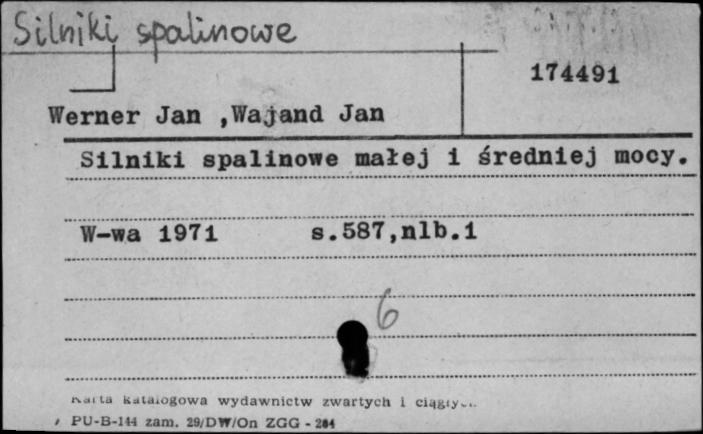 Silniki spalinowe
174491
Werner Jan ,Wajand Jan
Silniki spalinowe małej i średniej mocy.
W-wa 1971 s.587,nlb.1
6
Karta katalogowa wydawnictw zwartych i
PU-B-144 zam. 29/DW/On ZGG - 284